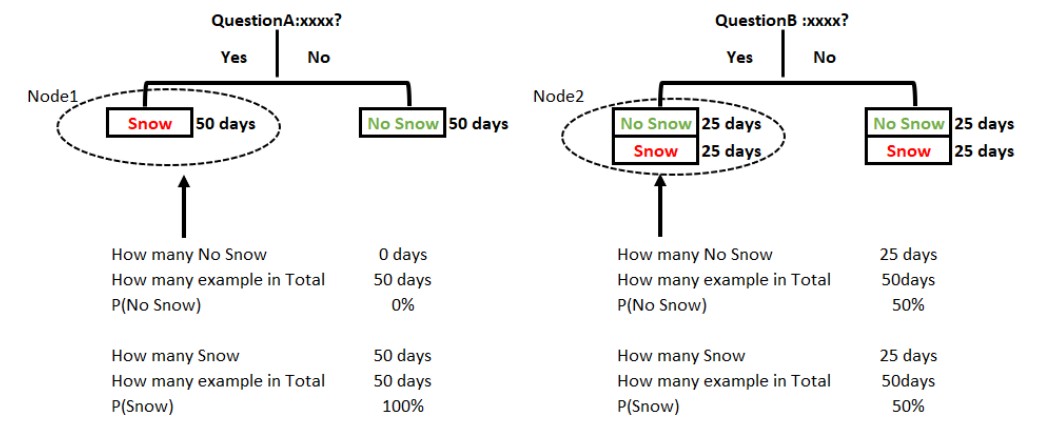 QuestionA:xxxx?
Yes No
Node1
Snow 50 days
No Snow 50 days
How many No Snow 0 days
How many example in Total 50 days
P(No Snow) 0%
How many Snow 50 days
How many example in Total 50 days
P(Snow) 100%
QuestionB :xxxx?
Yes No
Node2
No Snow 25 days
Snow 25 days
No Snow 25 days
Snow 25 days
How many No Snow 25 days
How many example in Total 50days
P(No Snow) 50%
How many Snow 25 days
How many example in Total 50days
P(Snow) 50%